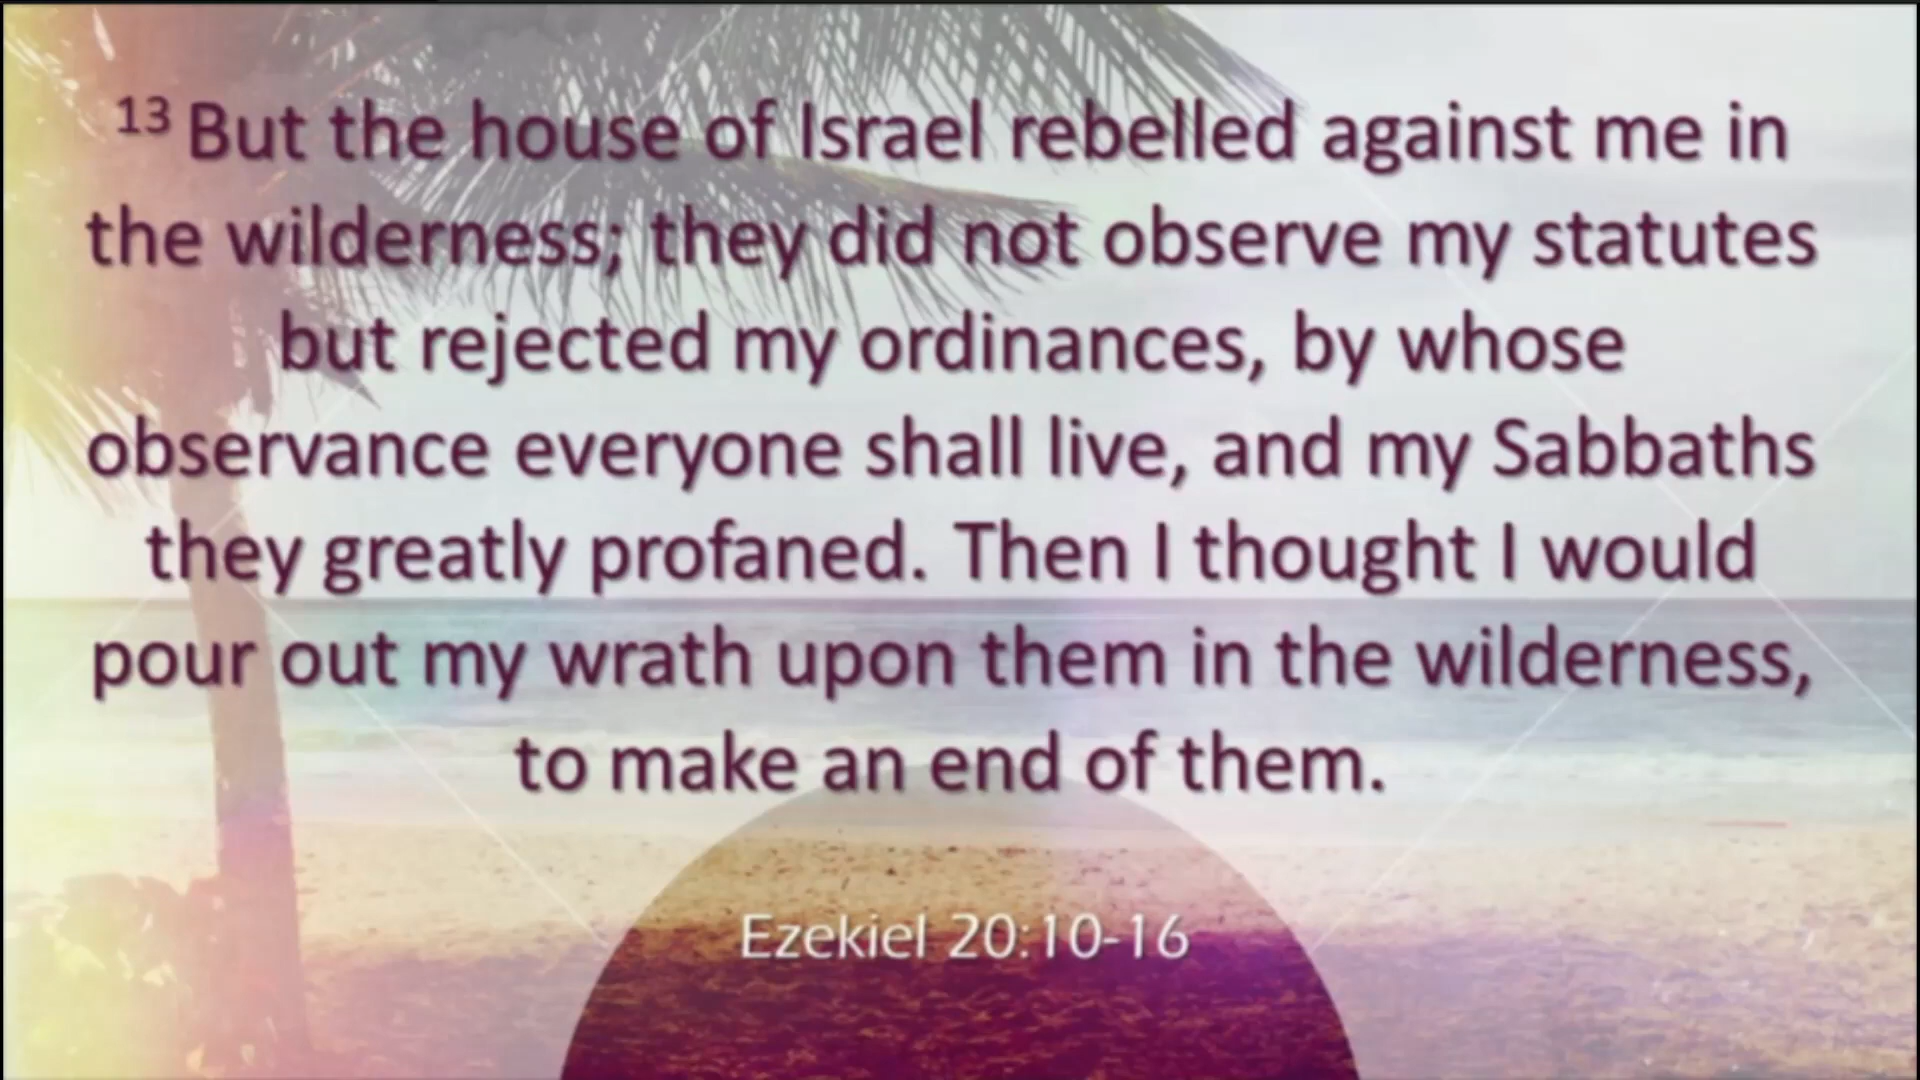 13 But the house of Israel rebelled against me in
the wilderness; they did not observe my statutes
but rejected my ordinances, by whose
observance everyone shall live, and my Sabbaths
they greatly profaned. Then I thought I would
pour out my wrath upon them in the wilderness,
to make an end of them.
Ezekiel 20:10-16